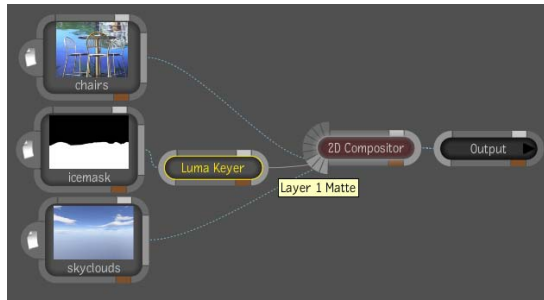 chairs
icemask
Luma Keyer
2D Compositor
Output
Layer 1 Matte
skyclouds